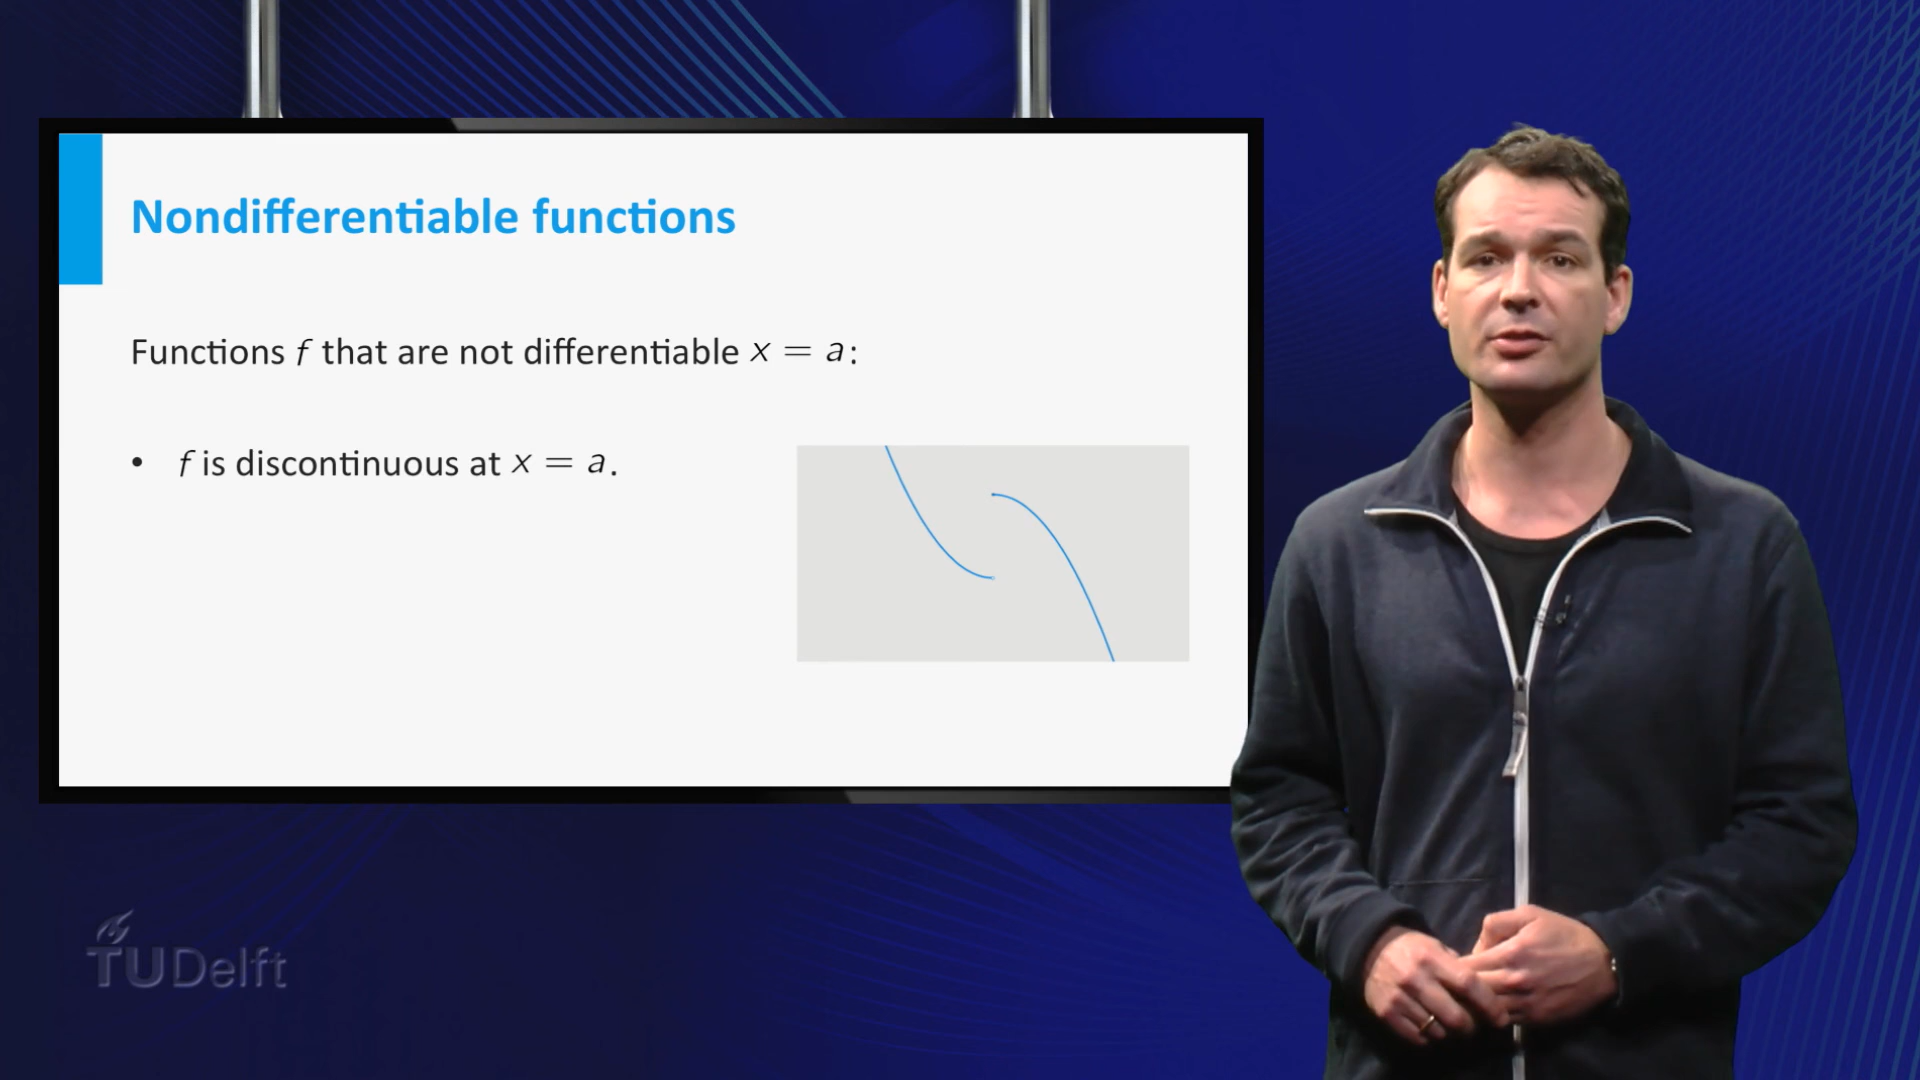 Nondifferentiable functions
Functions f that are not differentiable x = a:
• f is discontinuous at x = a.
TUDelft